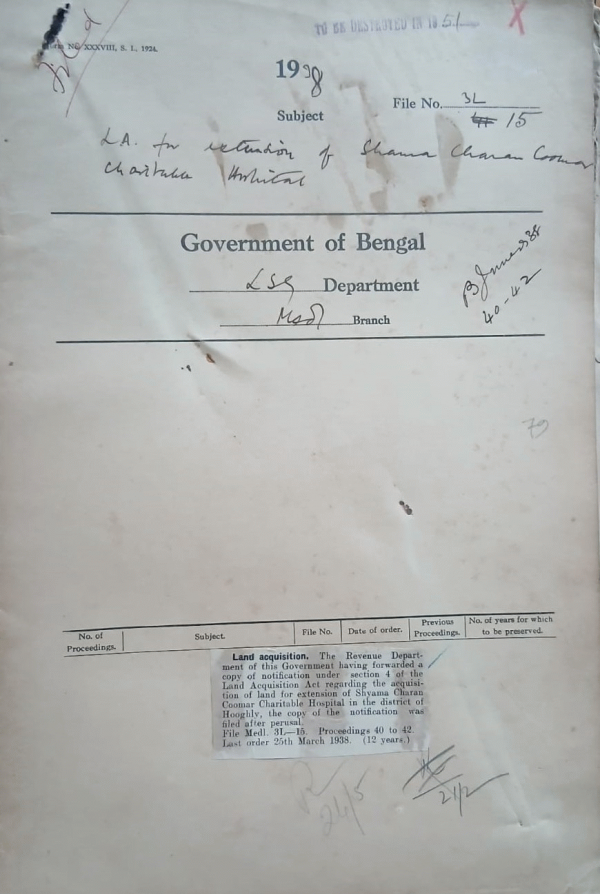 TO BE DESTROYED IN 1951
Form No. XXXVIII, S. I., 1924.
Filed
1938
Subject
File No. 3L
15
L.A. for extension of Shama Charan Coomar
Charitable Hospital
Government of Bengal
LSG Department
Medl Branch
B June 38
40-42
79
No. of Proceedings. Subject. File No. Date of order. Previous Proceedings. No. of years for which to be preserved.
Land acquisition. The Revenue Depart-
ment of this Government having forwarded a
copy of notification under section 4 of the
Land Acquisition Act regarding the acquisi-
tion of land for extension of Shyama Charan
Coomar Charitable Hospital in the district of
Hooghly, the copy of the notification was
filed after perusal.
File Medl. 3L—15. Proceedings 40 to 42.
Last order 25th March 1938. (12 years.)
24/5
21/2